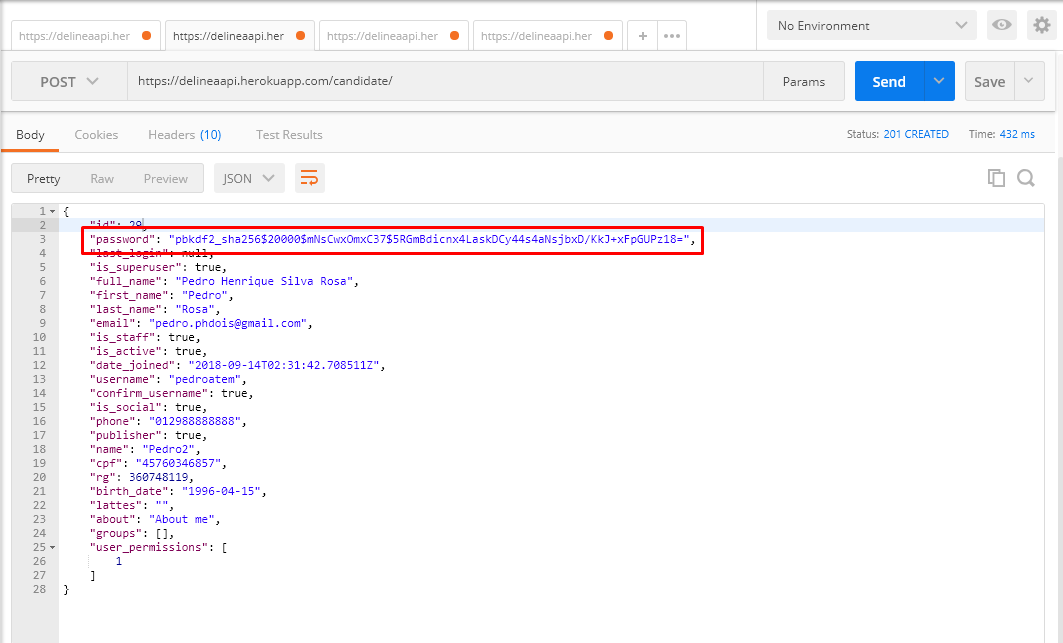 https://delineaapi.her
https://delineaapi.her
https://delineaapi.her
https://delineaapi.her
+
•••
No Environment
POST
https://delineaapi.herokuapp.com/candidate/
Params
Send
Save
Body Cookies Headers (10) Test Results
Status: 201 CREATED Time: 432 ms
Pretty Raw Preview JSON
1 {
2 "id": 29,
3 "password": "pbkdf2_sha256$20000$mNsCwxOmxC37$5RGmBdicnx4LaskDCy44s4aNsjbxD/KkJ+xFpGUPz18=",
4 "last_login": null,
5 "is_superuser": true,
6 "full_name": "Pedro Henrique Silva Rosa",
7 "first_name": "Pedro",
8 "last_name": "Rosa",
9 "email": "pedro.phdois@gmail.com",
10 "is_staff": true,
11 "is_active": true,
12 "date_joined": "2018-09-14T02:31:42.708511Z",
13 "username": "pedroatem",
14 "confirm_username": true,
15 "is_social": true,
16 "phone": "012988888888",
17 "publisher": true,
18 "name": "Pedro2",
19 "cpf": "45760346857",
20 "rg": 360748119,
21 "birth_date": "1996-04-15",
22 "lattes": "",
23 "about": "About me",
24 "groups": [],
25 "user_permissions": [
26 1
27 ]
28 }